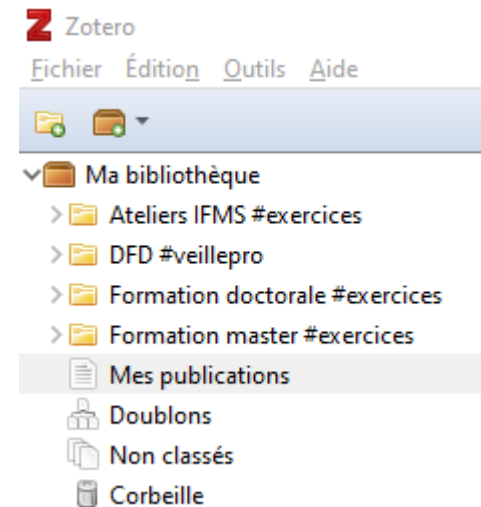 Z Zotero
Fichier Édition Outils Aide
Ma bibliothèque
Ateliers IFMS #exercices
DFD #veillepro
Formation doctorale #exercices
Formation master #exercices
Mes publications
Doublons
Non classés
Corbeille